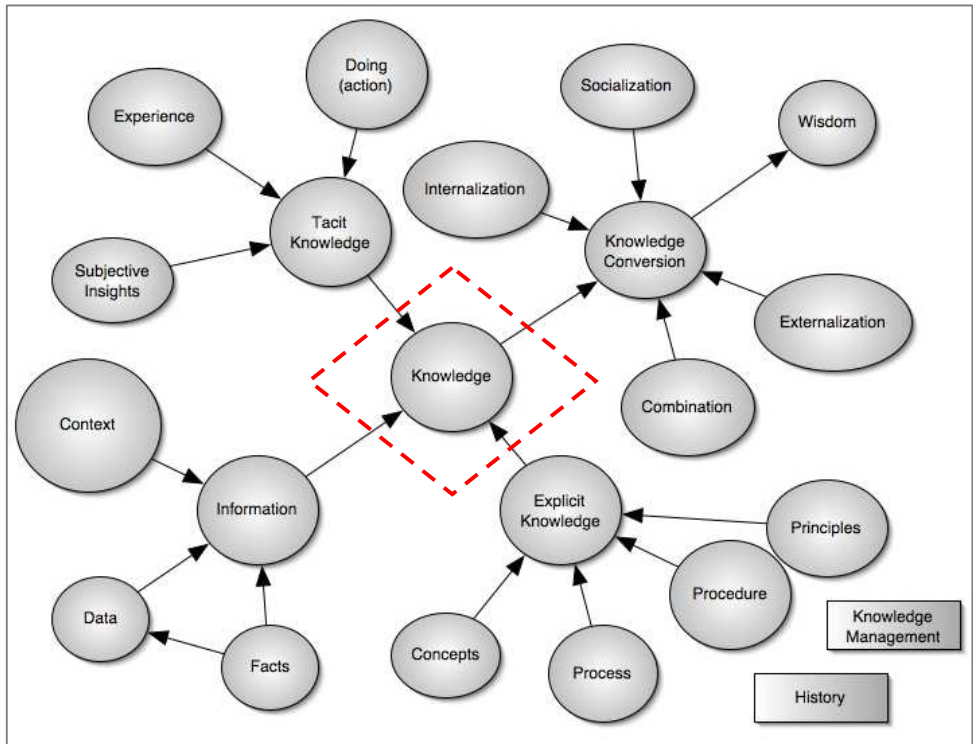 Doing
(action)
Experience
Socialization
Wisdom
Internalization
Tacit
Knowledge
Knowledge
Conversion
Subjective
Insights
Externalization
Knowledge
Combination
Context
Information
Explicit
Knowledge
Principles
Procedure
Data
Facts
Concepts
Process
Knowledge
Management
History